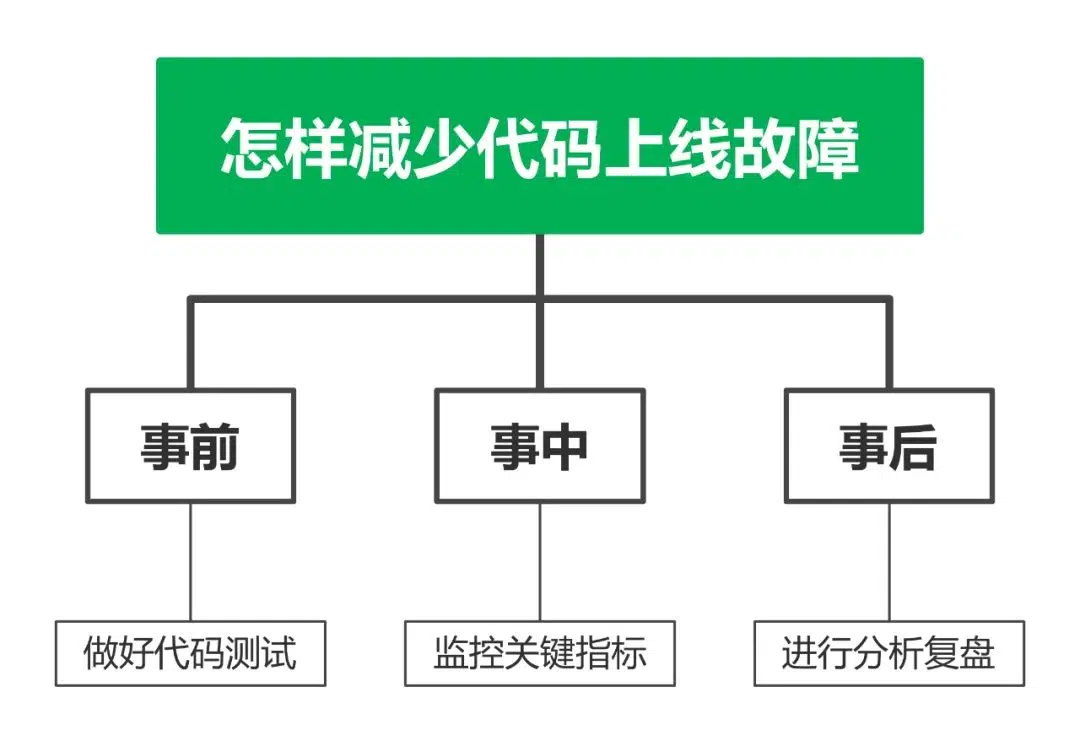 怎样减少代码上线故障
事前
事中
事后
做好代码测试
监控关键指标
进行分析复盘